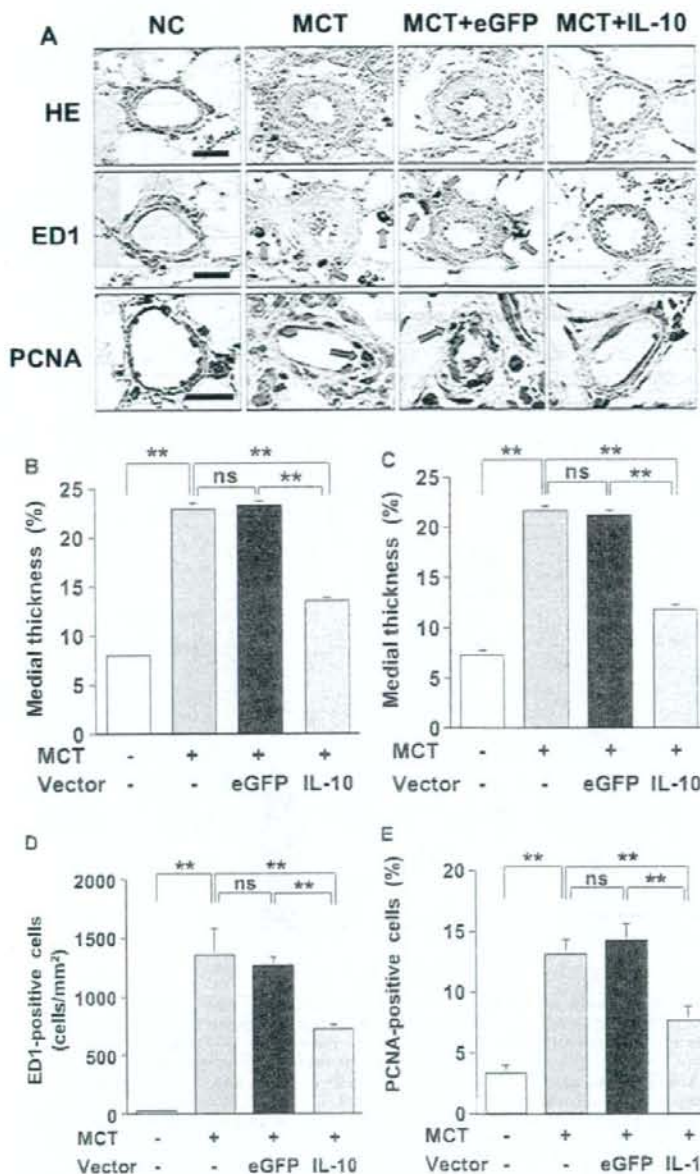 A
NC MCT MCT+eGFP MCT+IL-10
HE
ED1
PCNA
B
** **
ns **
Medial thickness (%)
25
20
15
10
5
0
MCT - + + +
Vector - - eGFP IL-10
C
** **
ns **
Medial thickness (%)
25
20
15
10
5
0
MCT - + + +
Vector - - eGFP IL-10
D
** **
ns **
ED1-positive cells
(cells/mm²)
2000
1500
1000
500
0
MCT - + + +
Vector - - eGFP IL-10
E
** **
ns **
PCNA-positive cells (%)
20
15
10
5
0
MCT - + + +
Vector - - eGFP IL-1